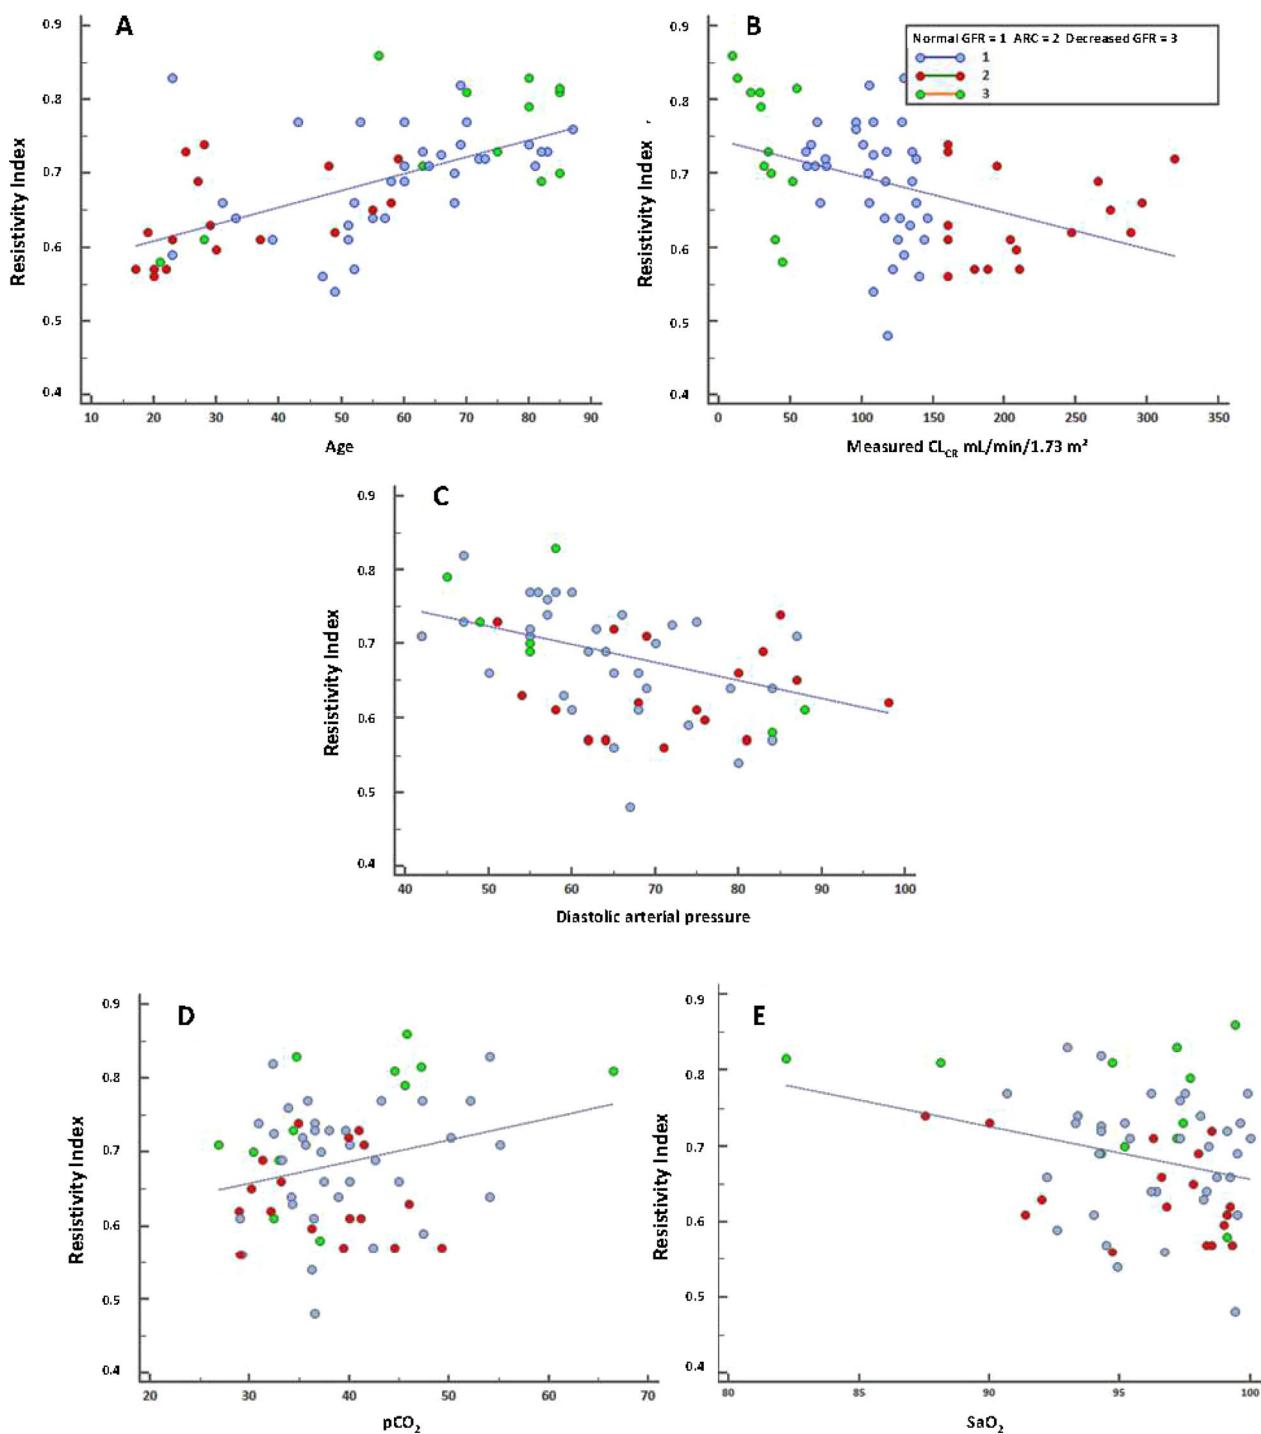 A
0.9
0.8
0.7
0.6
0.5
0.4
Resistivity Index
10 20 30 40 50 60 70 80 90
Age
B
Normal GFR = 1 ARC = 2 Decreased GFR = 3
1
2
3
0.9
0.8
0.7
0.6
0.5
0.4
Resistivity Index
0 50 100 150 200 250 300 350
Measured CL_CR mL/min/1.73 m²
C
0.9
0.8
0.7
0.6
0.5
0.4
Resistivity Index
40 50 60 70 80 90 100
Diastolic arterial pressure
D
0.9
0.8
0.7
0.6
0.5
0.4
Resistivity Index
20 30 40 50 60 70
pCO₂
E
0.9
0.8
0.7
0.6
0.5
0.4
Resistivity Index
80 85 90 95 100
SaO₂